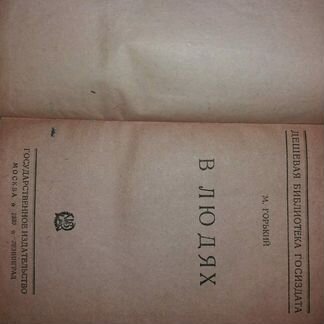 ДЕШЕВАЯ БИБЛИОТЕКА ГОСИЗДАТА
М. ГОРЬКИЙ
В ЛЮДЯХ
ГОСУДАРСТВЕННОЕ ИЗДАТЕЛЬСТВО
МОСКВА ЛЕНИНГРАД